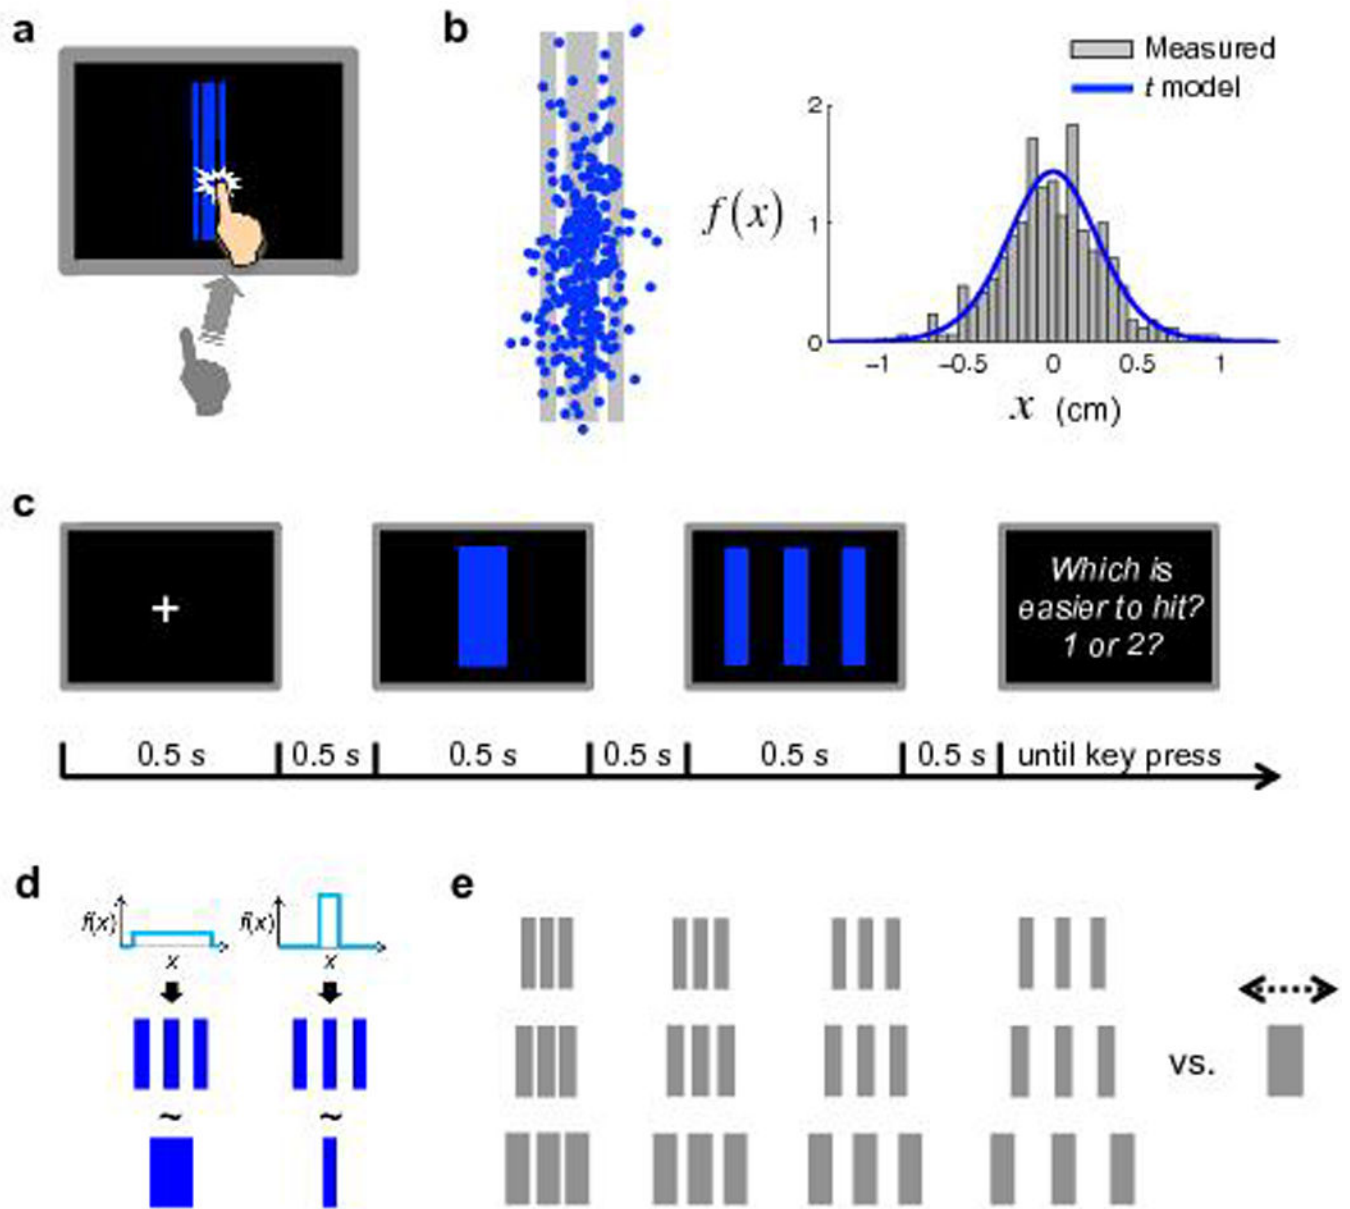 a
b
Measured
t model
2
1
0
f(x)
−1
−0.5
0
0.5
1
x (cm)
c
+
Which is
easier to hit?
1 or 2?
0.5 s
0.5 s
0.5 s
0.5 s
0.5 s
0.5 s
until key press
d
f(x)
x
f(x)
x
~
~
e
vs.